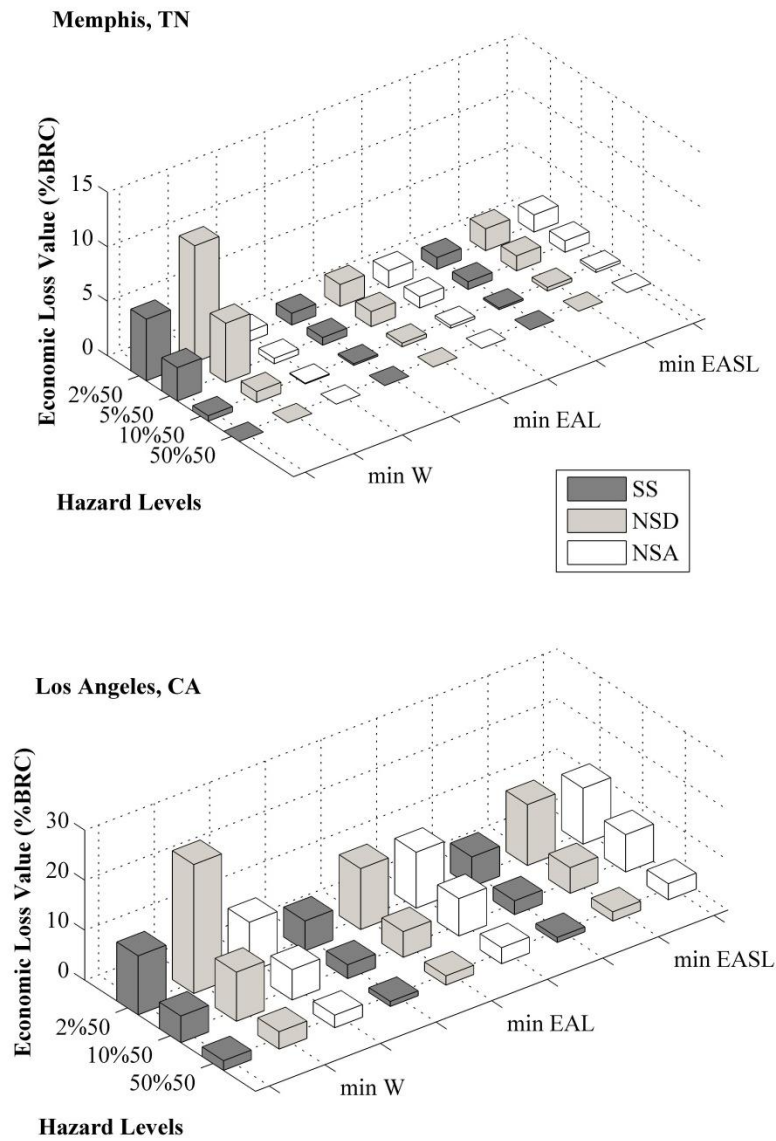 Memphis, TN
Economic Loss Value (%BRC)
15
10
5
0
2%50
5%50
10%50
50%50
Hazard Levels
min W
min EAL
min EASL
SS
NSD
NSA
Los Angeles, CA
Economic Loss Value (%BRC)
30
20
10
0
2%50
10%50
50%50
Hazard Levels
min W
min EAL
min EASL